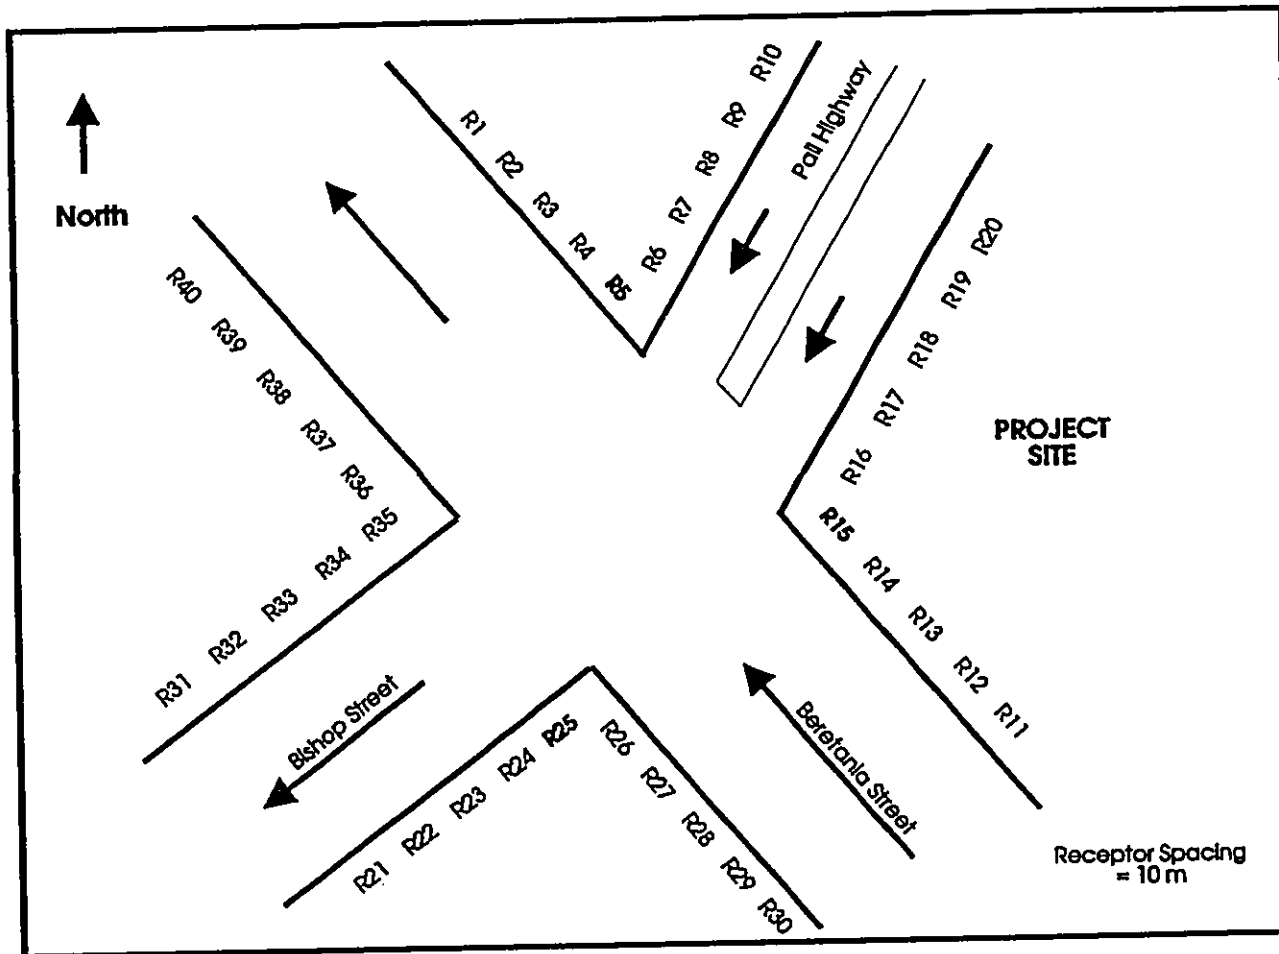 North
R1
R2
R3
R4
R5
R6
R7
R8
R9
R10
Pali Highway
R20
R19
R18
R17
R16
PROJECT
SITE
R15
R14
R13
R12
R11
R40
R39
R38
R37
R36
R35
R34
R33
R32
R31
Bishop Street
R21
R22
R23
R24
R25
R26
R27
R28
R29
R30
Beretania Street
Receptor Spacing
= 10 m